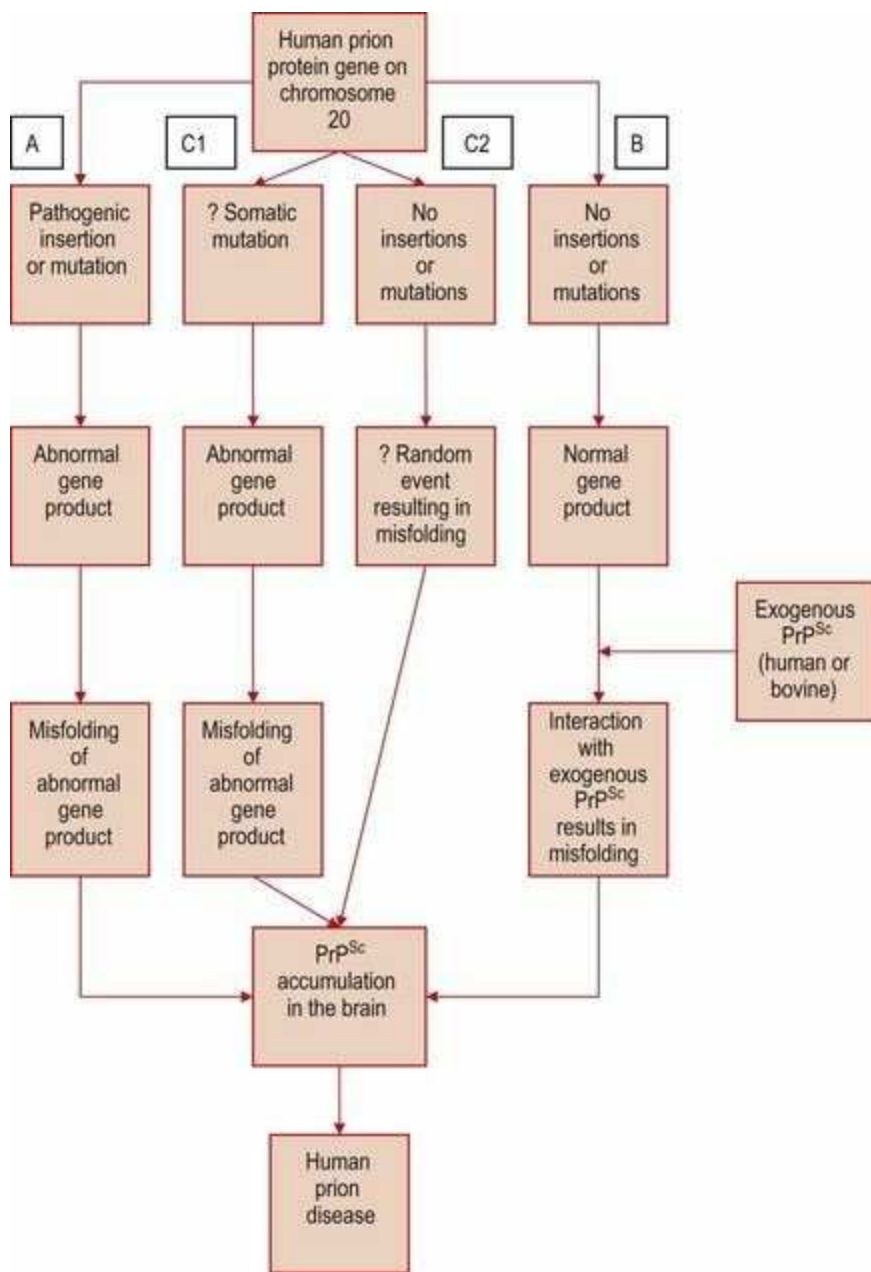 Human prion
protein gene on
chromosome
20
A
C1
C2
B
Pathogenic
insertion
or mutation
? Somatic
mutation
No
insertions
or
mutations
No
insertions
or
mutations
Abnormal
gene
product
Abnormal
gene
product
? Random
event
resulting in
misfolding
Normal
gene
product
Exogenous
PrPSc
(human or
bovine)
Misfolding
of
abnormal
gene
product
Misfolding
of
abnormal
gene
product
Interaction
with
exogenous
PrPSc
results in
misfolding
PrPSc
accumulation
in the brain
Human
prion
disease